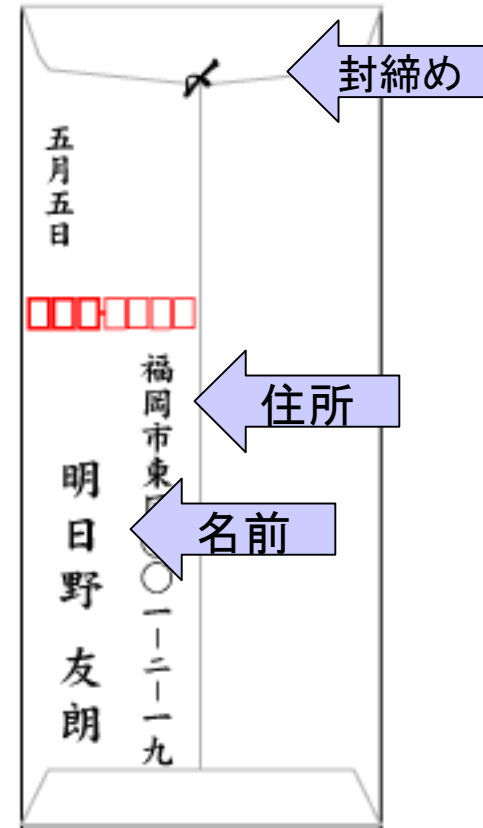 〆
封締め
五月五日
福岡市東
〇一-二-一九
住所
明日野 友朗
名前